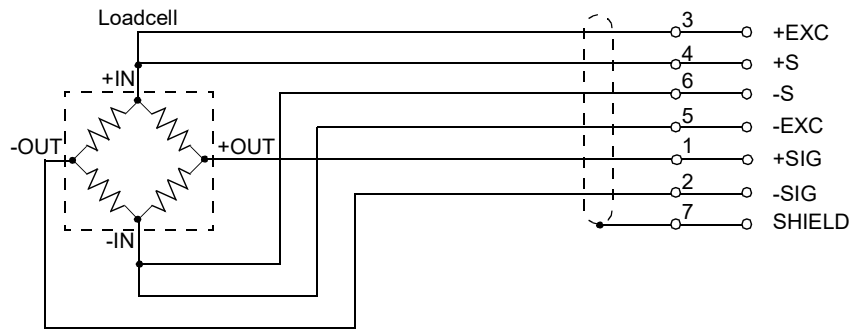 Loadcell
3 +EXC
+IN 4 +S
6 -S
5 -EXC
-OUT +OUT 1 +SIG
2 -SIG
-IN 7 SHIELD